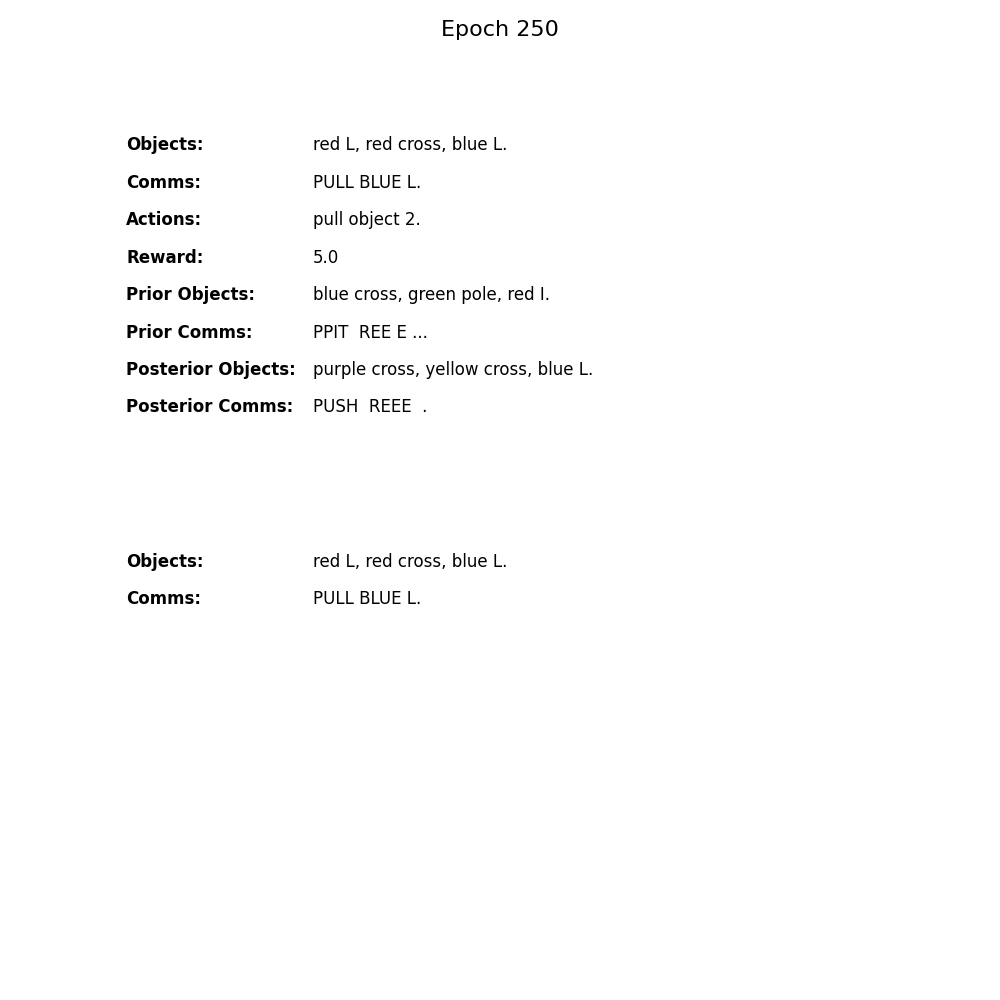 Epoch 250
Objects: red L, red cross, blue L.
Comms: PULL BLUE L.
Actions: pull object 2.
Reward: 5.0
Prior Objects: blue cross, green pole, red I.
Prior Comms: PPIT  REE E ...
Posterior Objects: purple cross, yellow cross, blue L.
Posterior Comms: PUSH  REEE  .
Objects: red L, red cross, blue L.
Comms: PULL BLUE L.